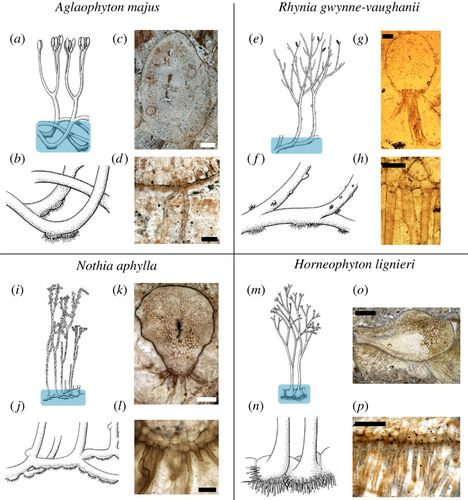 Aglaophyton majus
Rhynia gwynne-vaughanii
(a)
(c)
(e)
(g)
(b)
(d)
(f)
(h)
Nothia aphylla
Horneophyton lignieri
(i)
(k)
(m)
(o)
(j)
(l)
(n)
(p)